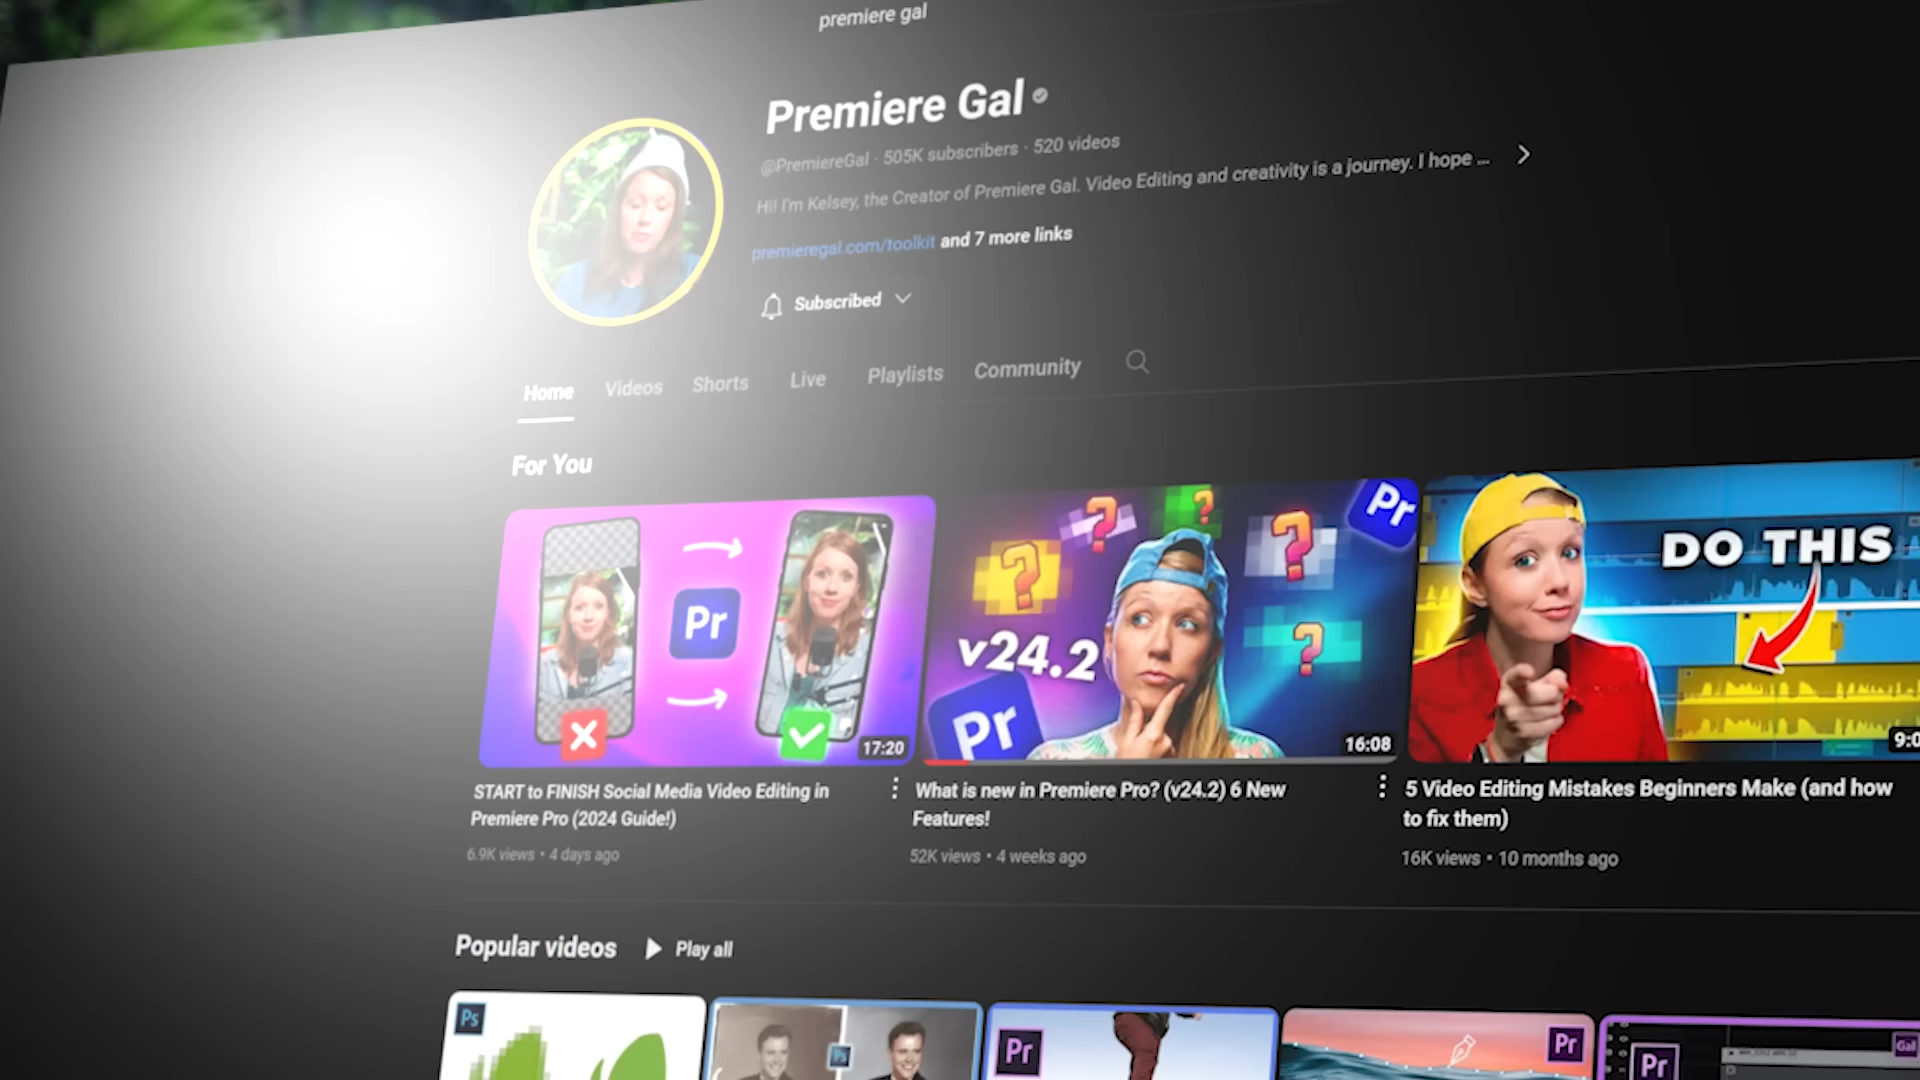 premiere gal
Premiere Gal
@PremiereGal · 505K subscribers · 520 videos
Hi! I'm Kelsey, the Creator of Premiere Gal. Video Editing and creativity is a journey. I hope ...
premieregal.com/toolkit and 7 more links
Subscribed
Home Videos Shorts Live Playlists Community
For You
Pr
17:20
v24.2
Pr
Pr
16:08
DO THIS
9:0
START to FINISH Social Media Video Editing in
Premiere Pro (2024 Guide!)
6.9K views • 4 days ago
What is new in Premiere Pro? (v24.2) 6 New
Features!
52K views • 4 weeks ago
5 Video Editing Mistakes Beginners Make (and how
to fix them)
16K views • 10 months ago
Popular videos Play all
Ps
Ps
Pr
Pr
Pr
Gal